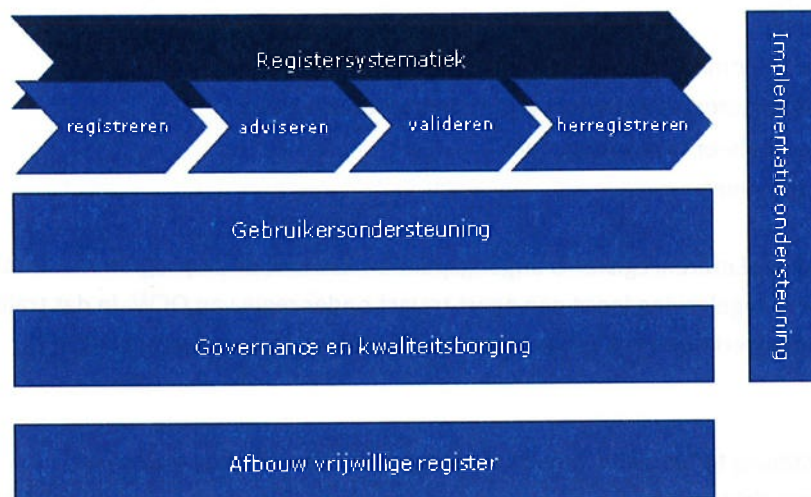 Registersystematiek
registreren
adviseren
valideren
herregistreren
Gebruikersondersteuning
Governance en kwaliteitsborging
Afbouw vrijwillige register
Implementatie ondersteuning